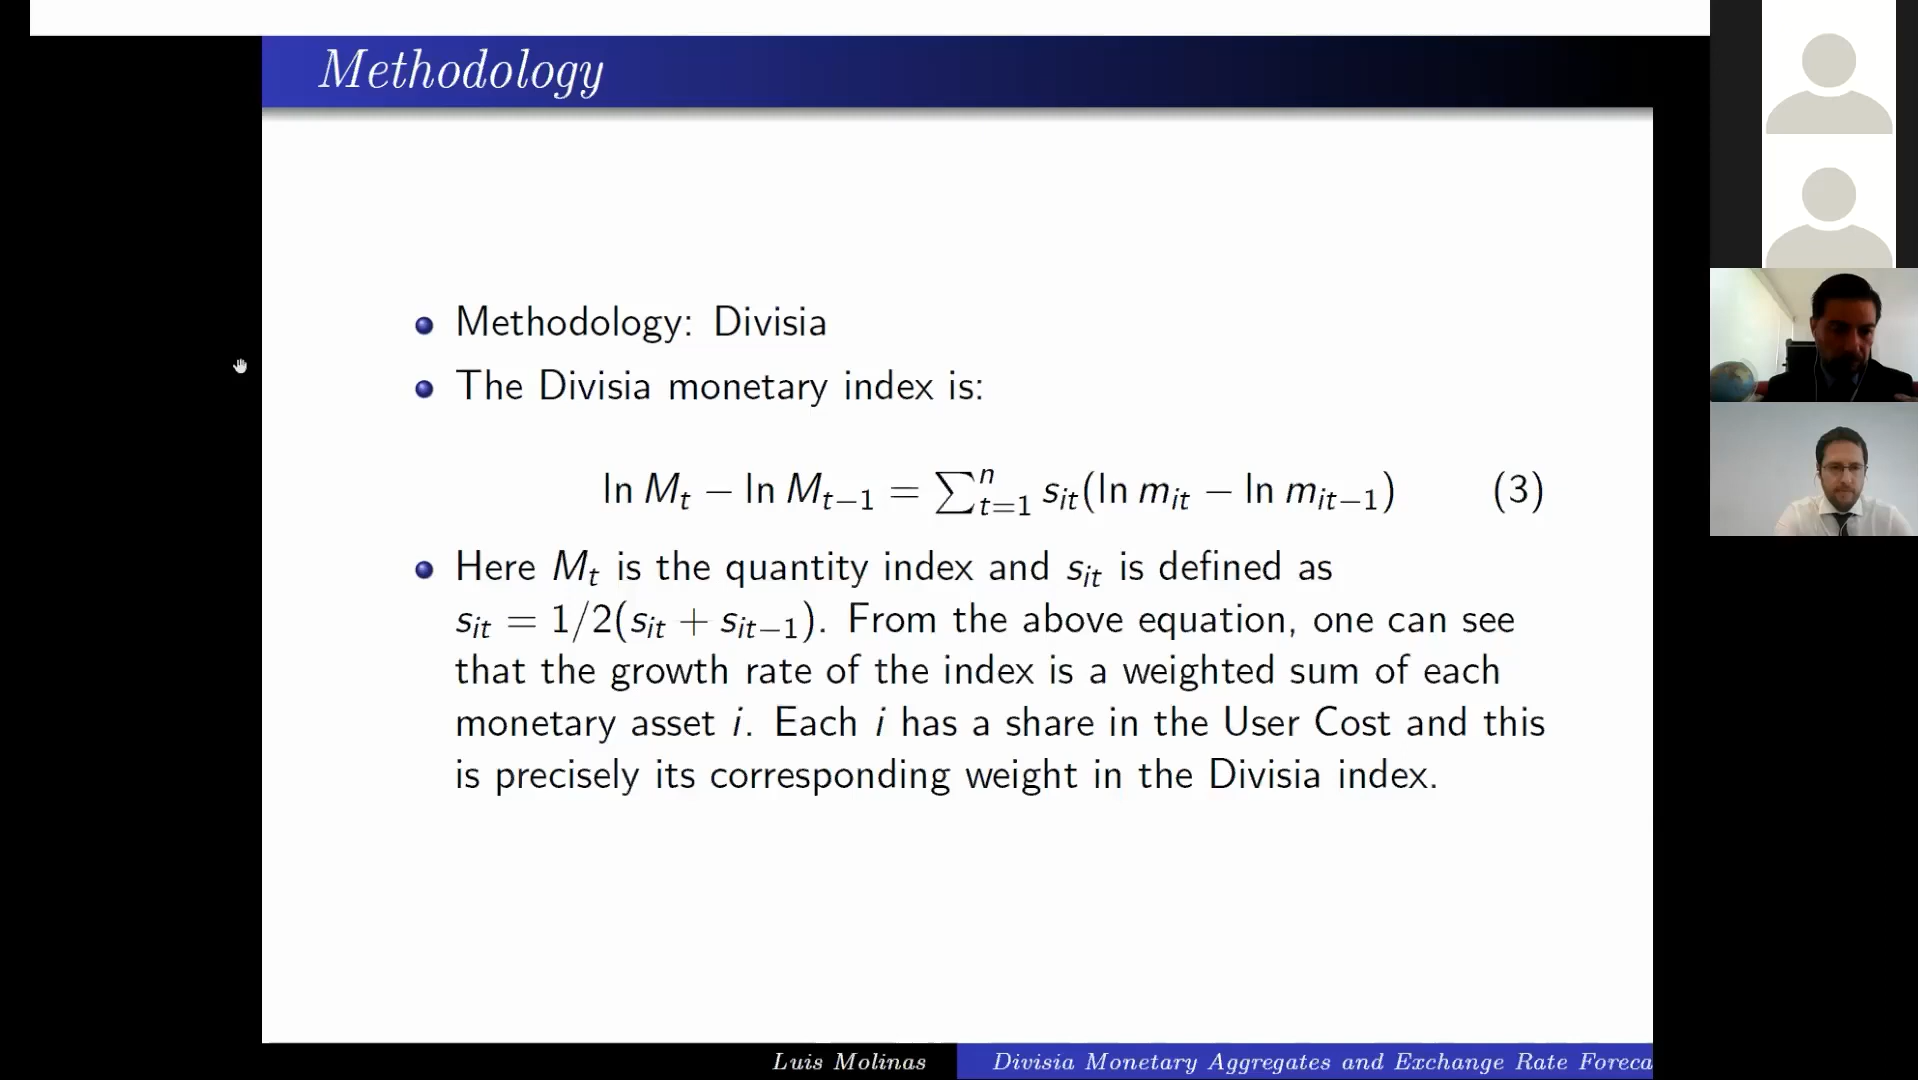 Methodology
Methodology: Divisia
The Divisia monetary index is:
ln M_t − ln M_{t−1} = ∑_{t=1}^{n} s_{it}(ln m_{it} − ln m_{it−1}) (3)
Here M_t is the quantity index and s_{it} is defined as
s_{it} = 1/2(s_{it} + s_{it−1}). From the above equation, one can see
that the growth rate of the index is a weighted sum of each
monetary asset i. Each i has a share in the User Cost and this
is precisely its corresponding weight in the Divisia index.
Luis Molinas
Divisia Monetary Aggregates and Exchange Rate Foreca